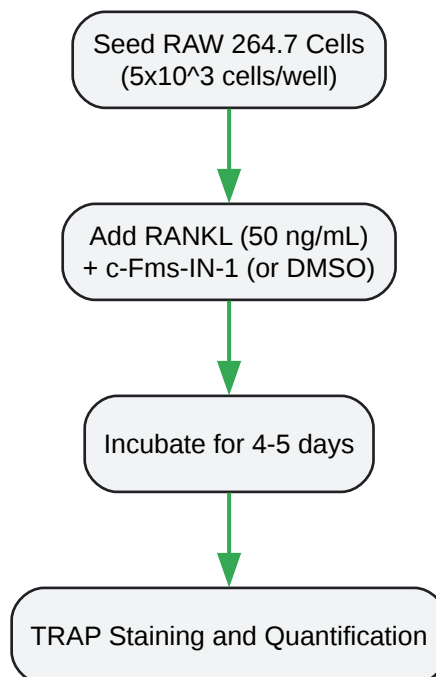 Seed RAW 264.7 Cells
(5x10^3 cells/well)
Add RANKL (50 ng/mL)
+ c-Fms-IN-1 (or DMSO)
Incubate for 4-5 days
TRAP Staining and Quantification